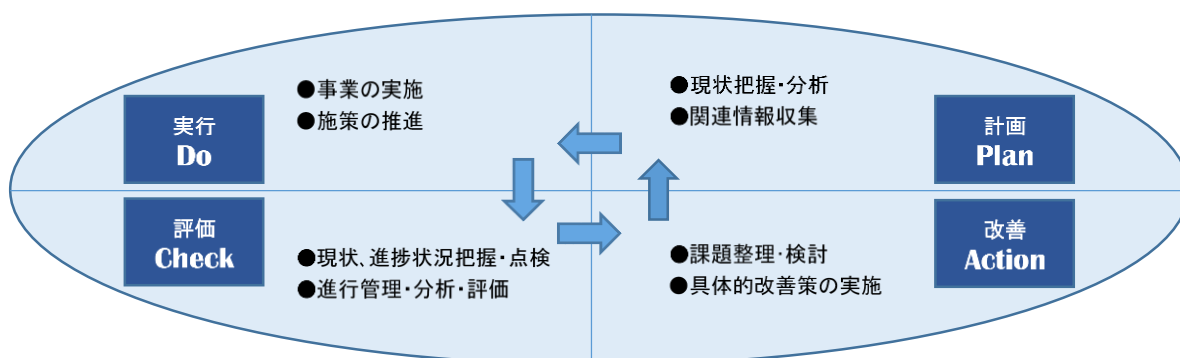 ●事業の実施
●施策の推進
実行
Do
●現状把握・分析
●関連情報収集
計画
Plan
評価
Check
●現状、進捗状況把握・点検
●進行管理・分析・評価
●課題整理・検討
●具体的改善策の実施
改善
Action